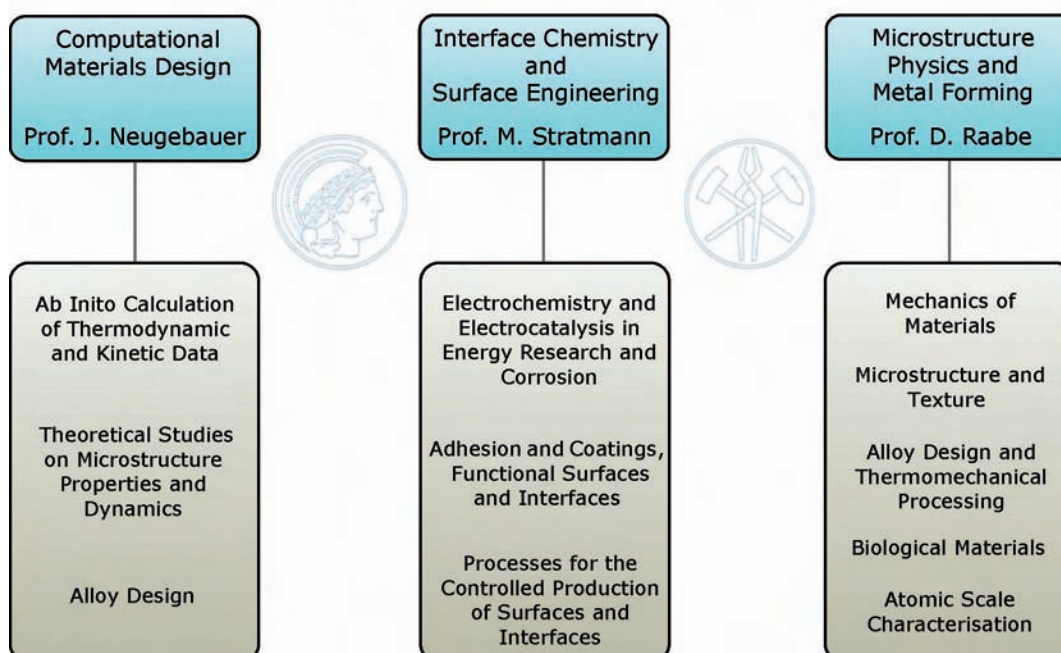 Computational
Materials Design
Prof. J. Neugebauer
Ab Inito Calculation
of Thermodynamic
and Kinetic Data
Theoretical Studies
on Microstructure
Properties and
Dynamics
Alloy Design
Interface Chemistry
and
Surface Engineering
Prof. M. Stratmann
Electrochemistry and
Electrocatalysis in
Energy Research and
Corrosion
Adhesion and Coatings,
Functional Surfaces
and Interfaces
Processes for the
Controlled Production
of Surfaces and
Interfaces
Microstructure
Physics and
Metal Forming
Prof. D. Raabe
Mechanics of
Materials
Microstructure and
Texture
Alloy Design and
Thermomechanical
Processing
Biological Materials
Atomic Scale
Characterisation